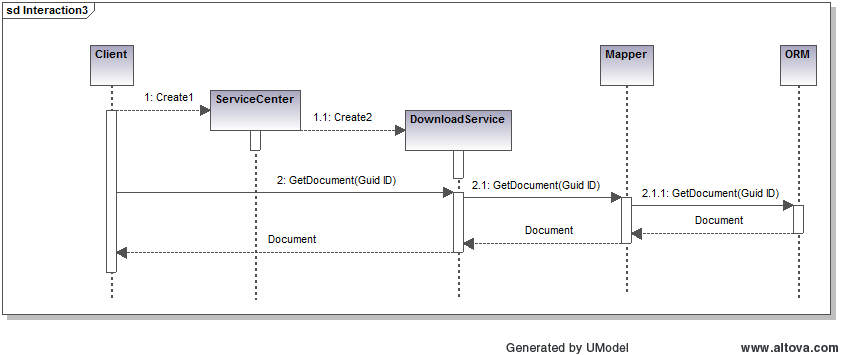 sd Interaction3
Client
Mapper
ORM
1: Create1
ServiceCenter
1.1: Create2
DownloadService
2: GetDocument(Guid ID)
2.1: GetDocument(Guid ID)
2.1.1: GetDocument(Guid ID)
Document
Document
Document
Generated by UModel
www.altova.com